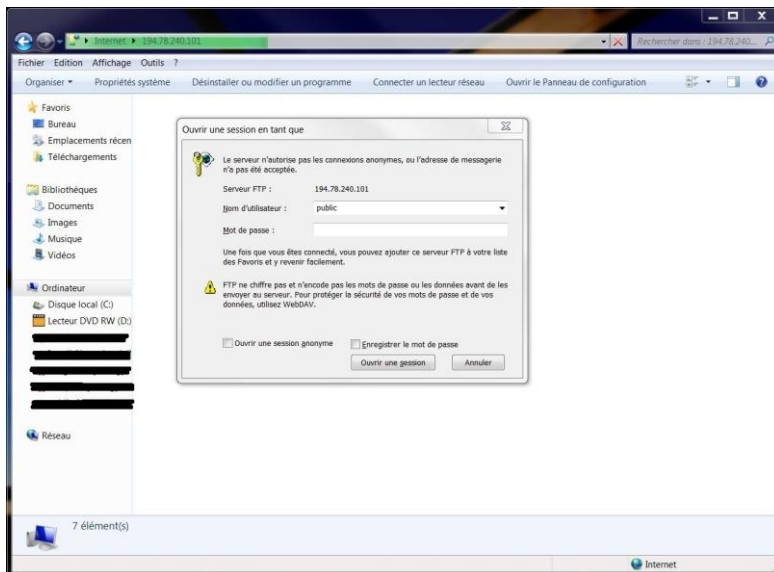 Internet ▸ 194.78.240.101
Rechercher dans : 194.78.240....
Fichier Edition Affichage Outils ?
Organiser Propriétés système Désinstaller ou modifier un programme Connecter un lecteur réseau Ouvrir le Panneau de configuration
Favoris
Bureau
Emplacements récen
Téléchargements
Bibliothèques
Documents
Images
Musique
Vidéos
Ordinateur
Disque local (C:)
Lecteur DVD RW (D:)
Réseau
Ouvrir une session en tant que
Le serveur n'autorise pas les connexions anonymes, ou l'adresse de messagerie
n'a pas été acceptée.
Serveur FTP : 194.78.240.101
Nom d'utilisateur : public
Mot de passe :
Une fois que vous êtes connecté, vous pouvez ajouter ce serveur FTP à votre liste
des Favoris et y revenir facilement.
FTP ne chiffre pas et n'encode pas les mots de passe ou les données avant de les
envoyer au serveur. Pour protéger la sécurité de vos mots de passe et de vos
données, utilisez WebDAV.
Ouvrir une session anonyme Enregistrer le mot de passe
Ouvrir une session Annuler
7 élément(s)
Internet